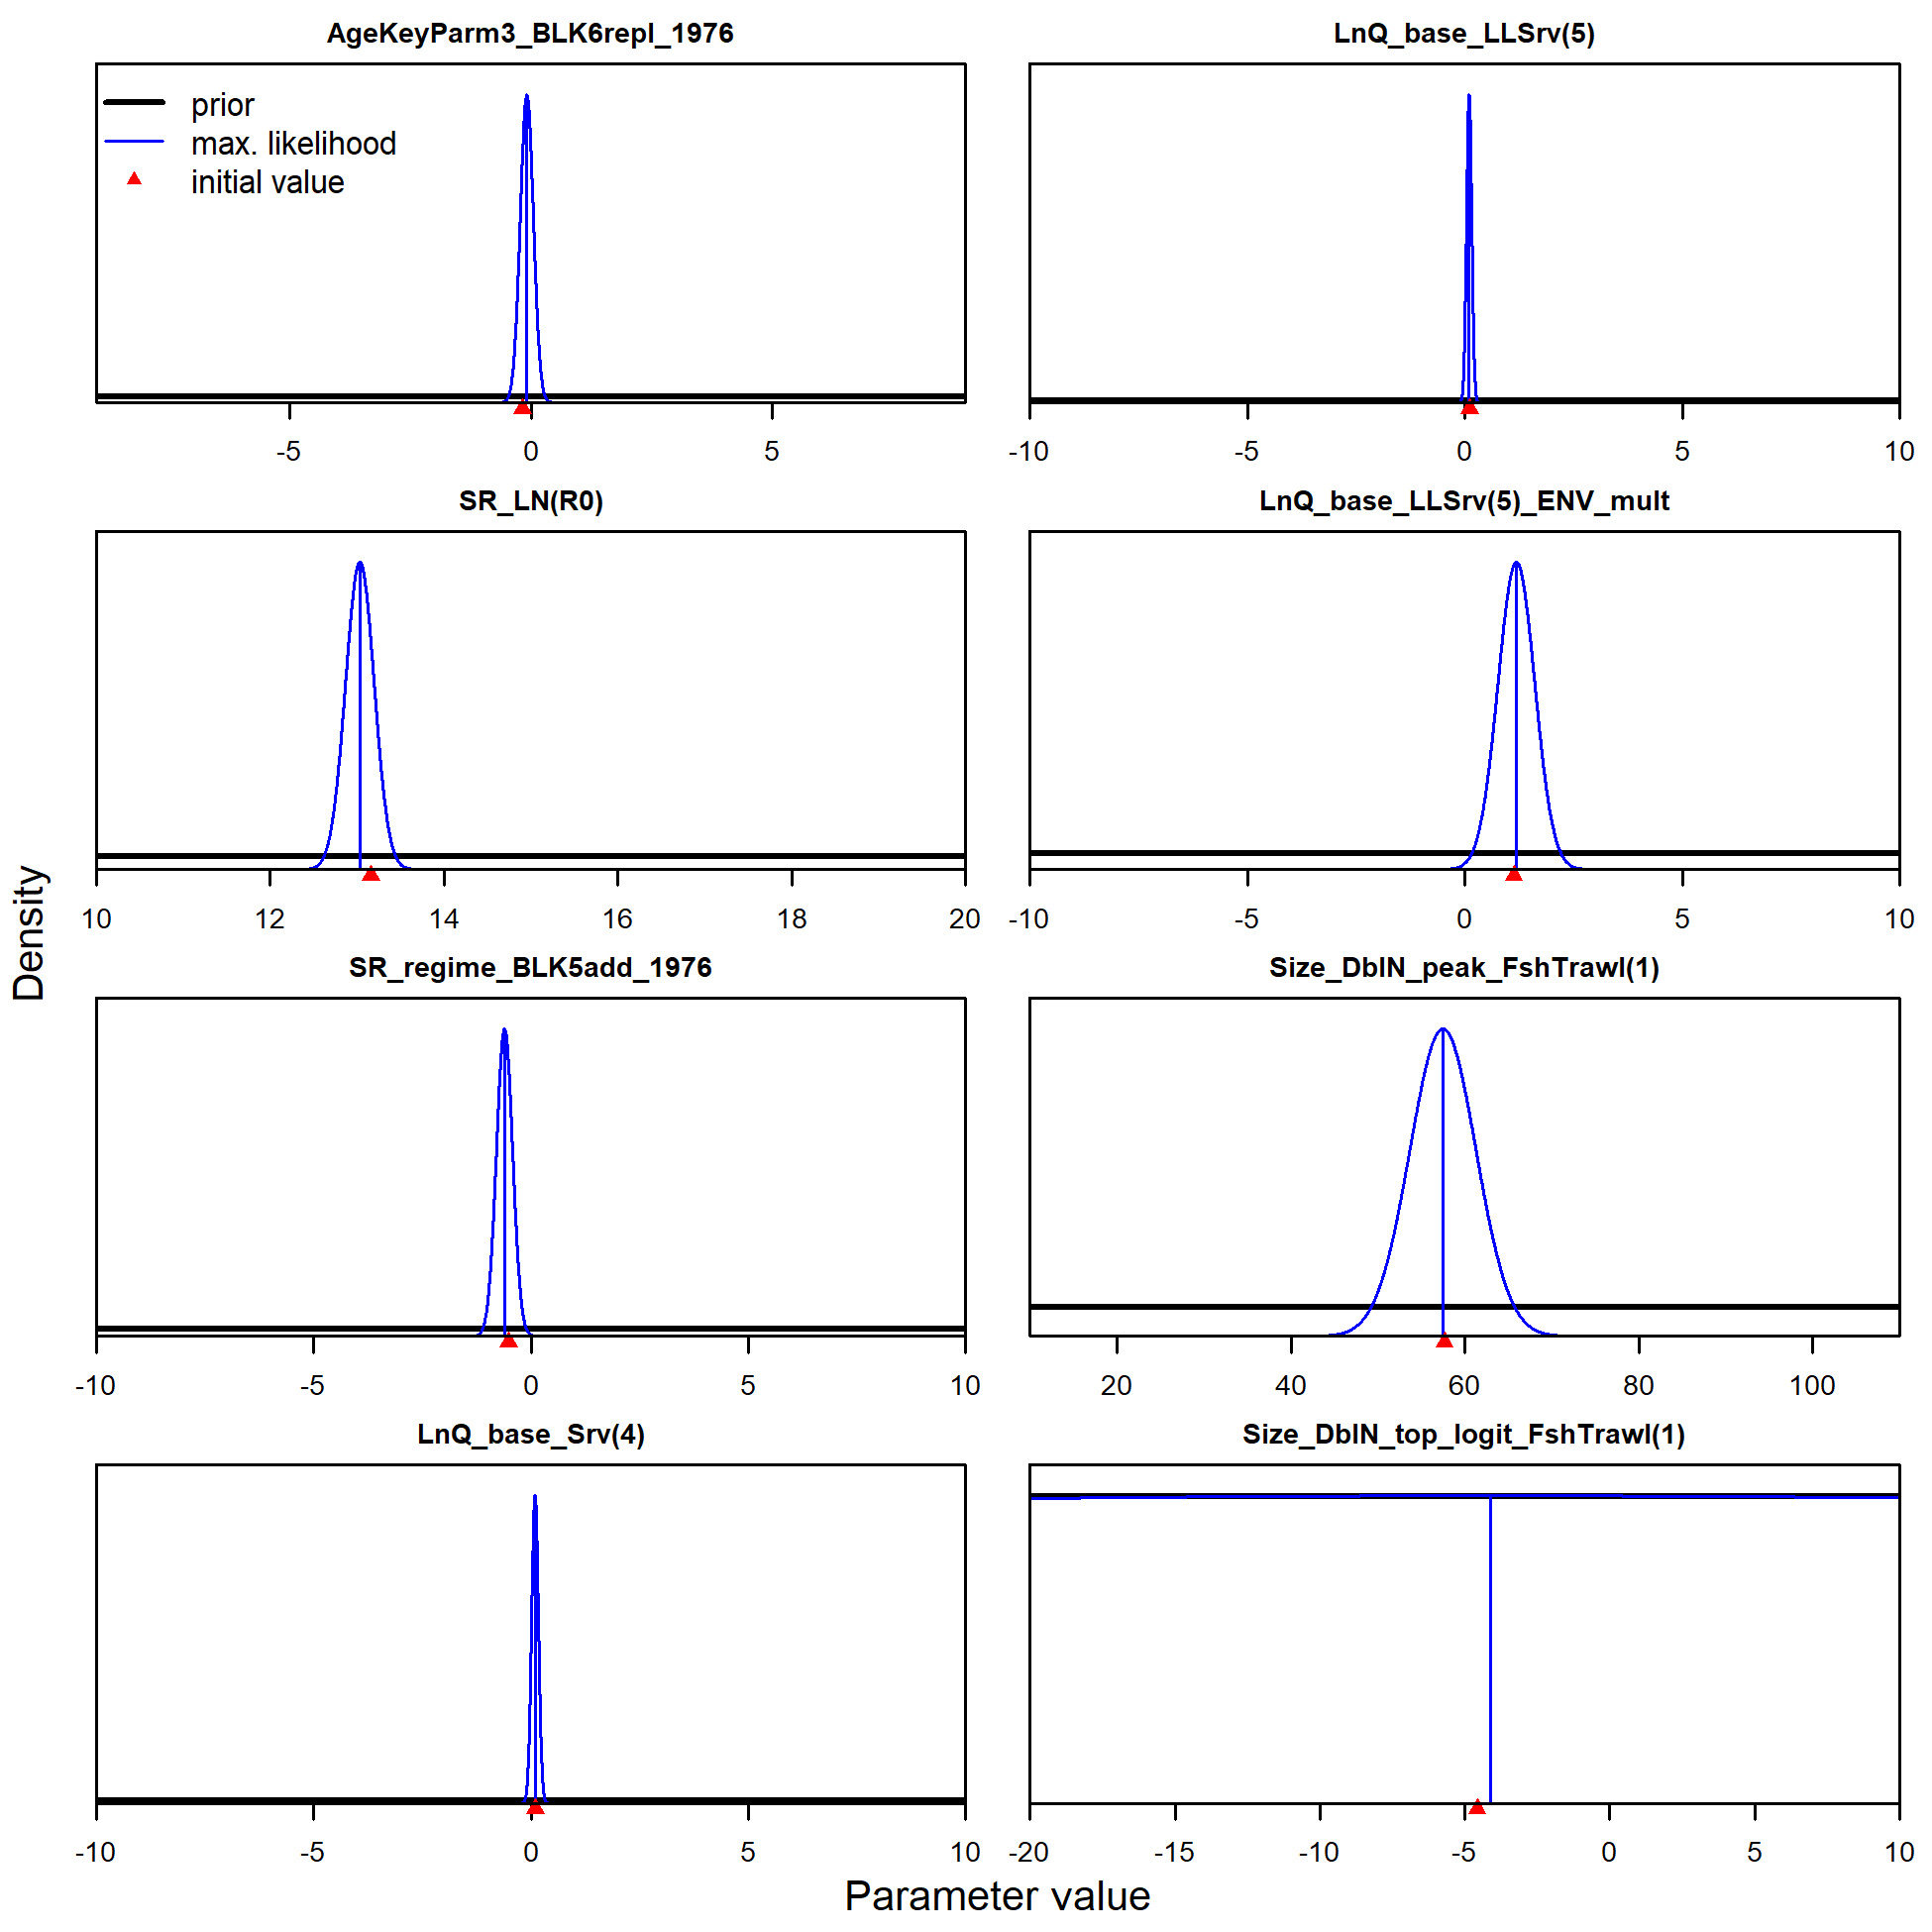 AgeKeyParm3_BLK6repl_1976
prior
max. likelihood
initial value
-5 0 5
LnQ_base_LLSrv(5)
-10 -5 0 5 10
SR_LN(R0)
10 12 14 16 18 20
LnQ_base_LLSrv(5)_ENV_mult
-10 -5 0 5 10
SR_regime_BLK5add_1976
-10 -5 0 5 10
Size_DblN_peak_FshTrawl(1)
20 40 60 80 100
LnQ_base_Srv(4)
-10 -5 0 5 10
Size_DblN_top_logit_FshTrawl(1)
-20 -15 -10 -5 0 5 10
Density
Parameter value